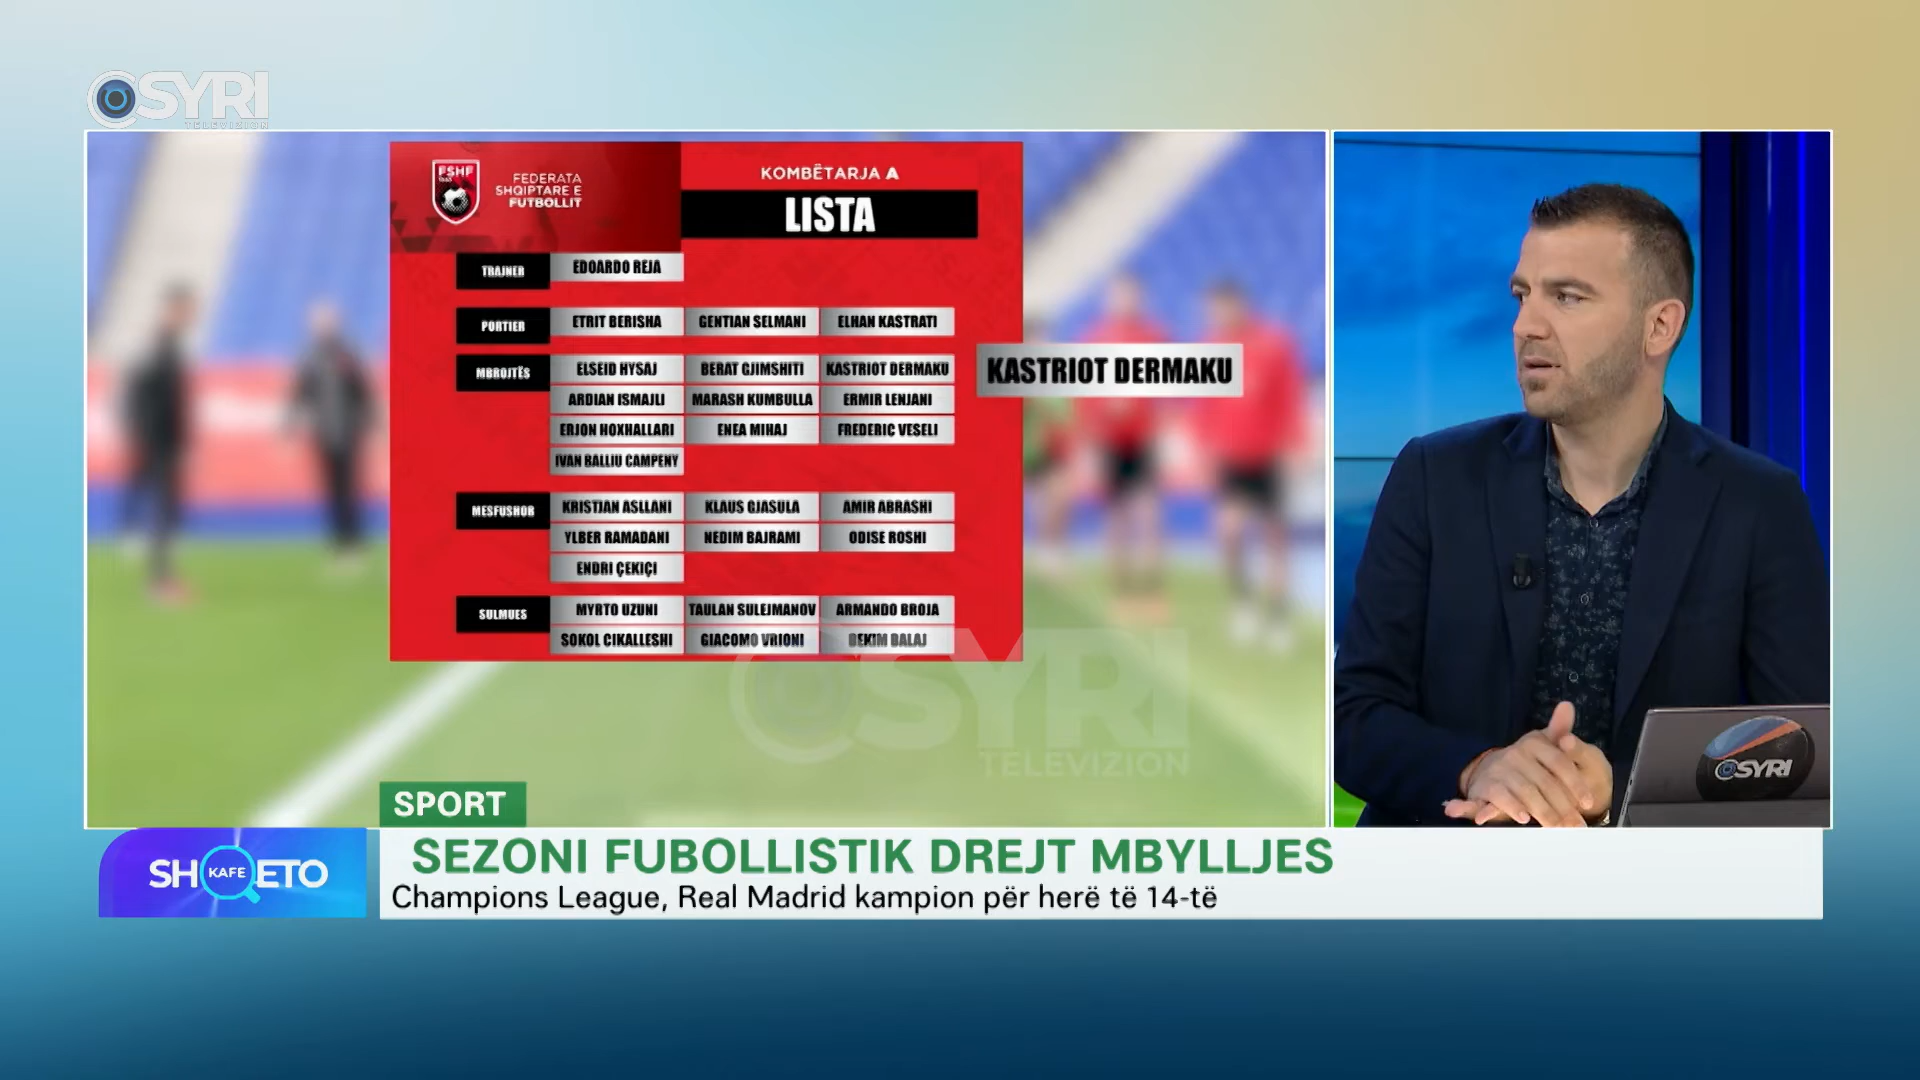 SYRI
TELEVIZION
FSHF
FEDERATA
SHQIPTARE E
FUTBOLLIT
KOMBËTARJA A
LISTA
TRAJNER EDOARDO REJA
PORTIER ETRIT BERISHA GENTIAN SELMANI ELHAN KASTRATI
MBROJTËS ELSEID HYSAJ BERAT GJIMSHITI KASTRIOT DERMAKU
KASTRIOT DERMAKU
ARDIAN ISMAJLI MARASH KUMBULLA ERMIR LENJANI
ERJON HOXHALLARI ENEA MIHAJ FREDERIC VESELI
IVAN BALLIU CAMPENY
MESFUSHOR KRISTJAN ASLLANI KLAUS GJASULA AMIR ABRASHI
YLBER RAMADANI NEDIM BAJRAMI ODISE ROSHI
ENDRI ÇEKIÇI
SULMUES MYRTO UZUNI TAULAN SULEJMANOV ARMANDO BROJA
SOKOL CIKALLESHI GIACOMO VRIONI BEKIM BALAJ
SYRI
TELEVIZION
SYRI
SPORT
SEZONI FUBOLLISTIK DREJT MBYLLJES
SHQETO
KAFE
Champions League, Real Madrid kampion për herë të 14-të